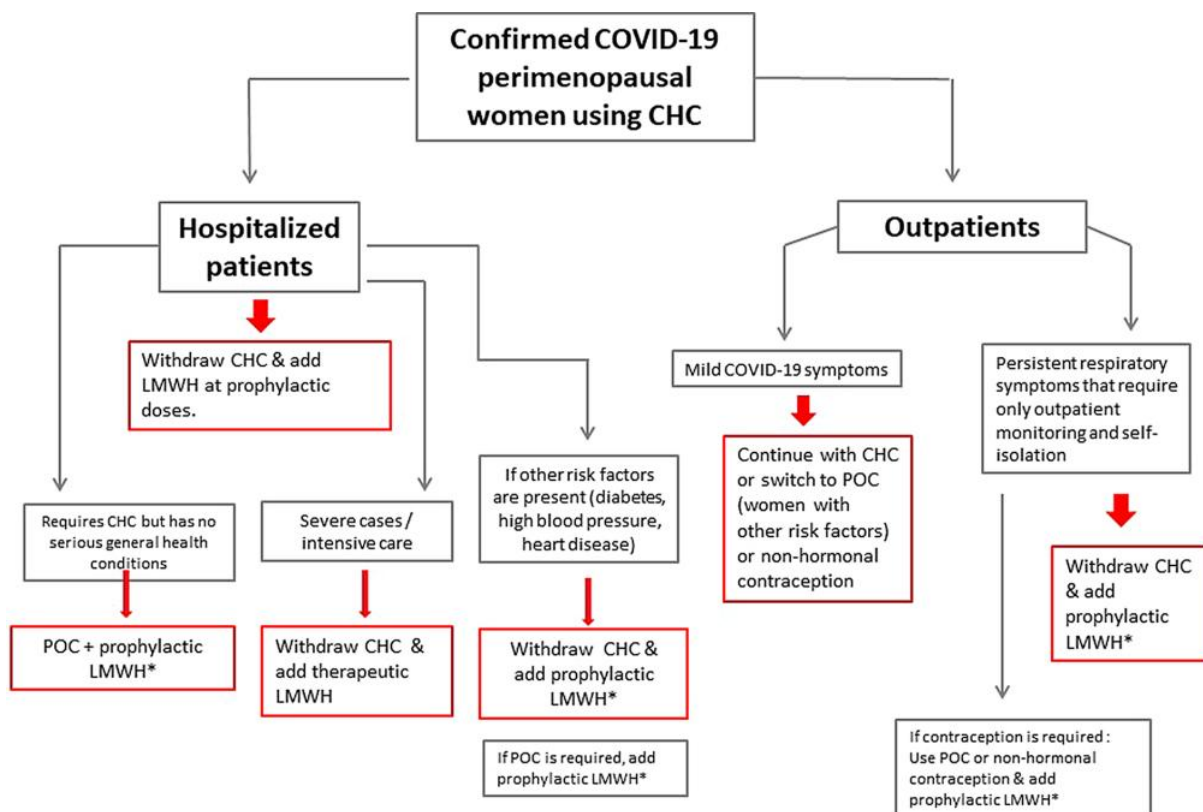 Confirmed COVID-19
perimenopausal
women using CHC
Hospitalized
patients
Outpatients
Withdraw CHC & add
LMWH at prophylactic
doses.
Mild COVID-19 symptoms
Persistent respiratory
symptoms that require
only outpatient
monitoring and self-
isolation
Requires CHC but has no
serious general health
conditions
Severe cases /
intensive care
If other risk factors
are present (diabetes,
high blood pressure,
heart disease)
Continue with CHC
or switch to POC
(women with
other risk factors)
or non-hormonal
contraception
Withdraw CHC
& add
prophylactic
LMWH*
POC + prophylactic
LMWH*
Withdraw CHC &
add therapeutic
LMWH
Withdraw CHC &
add prophylactic
LMWH*
If POC is required, add
prophylactic LMWH*
If contraception is required :
Use POC or non-hormonal
contraception & add
prophylactic LMWH*